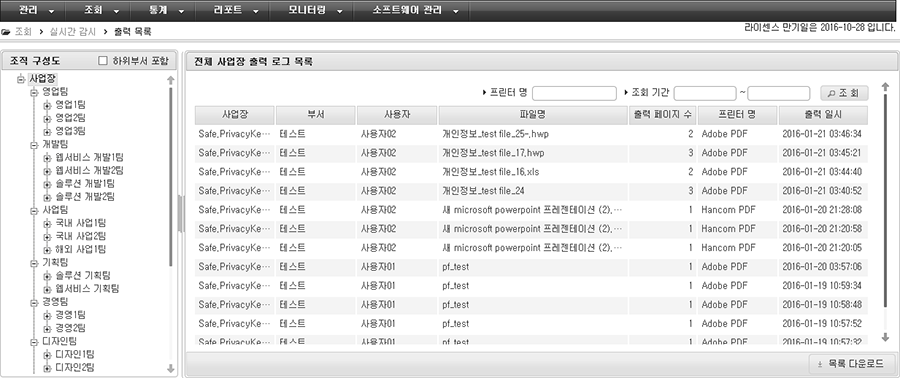 관리 조회 통계 리포트 모니터링 소프트웨어 관리
조회 실시간 감시 출력 목록
라이센스 만기일은 2016-10-28 입니다.
조직 구성도 하위부서 포함
사업장
영업팀
영업1팀
영업2팀
영업3팀
개발팀
웹서비스 개발1팀
웹서비스 개발2팀
솔루션 개발1팀
솔루션 개발2팀
사업팀
국내 사업1팀
국내 사업2팀
해외 사업1팀
기획팀
솔루션 기획팀
웹서비스 기획팀
경영팀
경영1팀
경영2팀
디자인팀
디자인1팀
디자인2팀
전체 사업장 출력 로그 목록
프린터 명 조회 기간 ~ 조 회
사업장 부서 사용자 파일명 출력 페이지 수 프린터 명 출력 일시
Safe,PrivacyKe… 테스트 사용자02 개인정보_test file_25-,hwp 2 Adobe PDF 2016-01-21 03:46:34
Safe,PrivacyKe… 테스트 사용자02 개인정보_test file_17,hwp 3 Adobe PDF 2016-01-21 03:45:21
Safe,PrivacyKe… 테스트 사용자02 개인정보_test file_16,xls 2 Adobe PDF 2016-01-21 03:44:40
Safe,PrivacyKe… 테스트 사용자02 개인정보_test file_24 3 Adobe PDF 2016-01-21 03:40:52
Safe,PrivacyKe… 테스트 사용자02 새 microsoft powerpoint 프레젠테이션 (2),… 1 Hancom PDF 2016-01-20 21:28:08
Safe,PrivacyKe… 테스트 사용자02 새 microsoft powerpoint 프레젠테이션 (2),… 1 Hancom PDF 2016-01-20 21:20:58
Safe,PrivacyKe… 테스트 사용자02 새 microsoft powerpoint 프레젠테이션 (2),… 1 Hancom PDF 2016-01-20 21:20:05
Safe,PrivacyKe… 테스트 사용자01 pf_test 1 Adobe PDF 2016-01-20 03:57:06
Safe,PrivacyKe… 테스트 사용자01 pf_test 1 Adobe PDF 2016-01-19 10:59:34
Safe,PrivacyKe… 테스트 사용자01 pf_test 1 Adobe PDF 2016-01-19 10:58:48
Safe,PrivacyKe… 테스트 사용자01 pf_test 1 Adobe PDF 2016-01-19 10:57:52
Safe,PrivacyKe… 테스트 사용자01 pf_test 1 Adobe PDF 2016-01-19 10:57:32
목록 다운로드